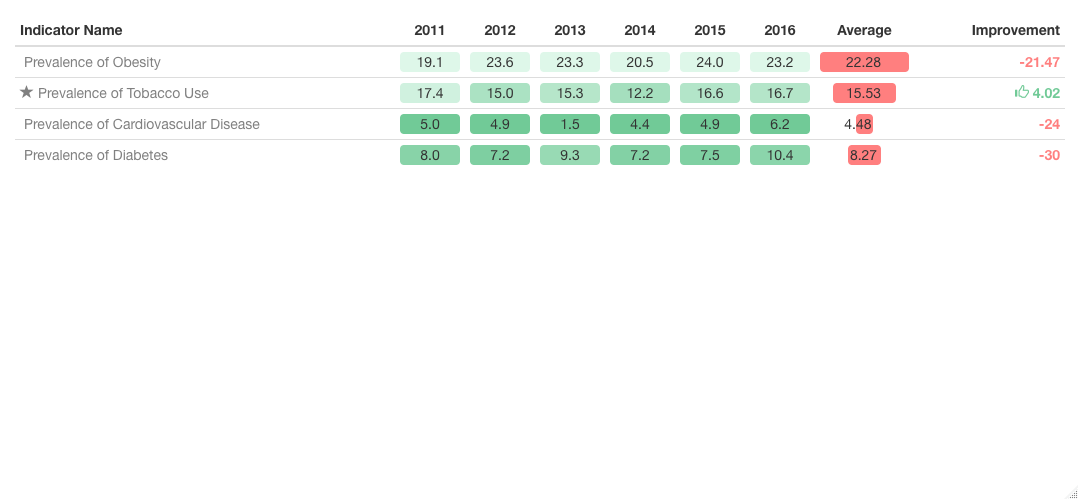 Indicator Name 2011 2012 2013 2014 2015 2016 Average Improvement
Prevalence of Obesity 19.1 23.6 23.3 20.5 24.0 23.2 22.28 -21.47
★ Prevalence of Tobacco Use 17.4 15.0 15.3 12.2 16.6 16.7 15.53 4.02
Prevalence of Cardiovascular Disease 5.0 4.9 1.5 4.4 4.9 6.2 4.48 -24
Prevalence of Diabetes 8.0 7.2 9.3 7.2 7.5 10.4 8.27 -30